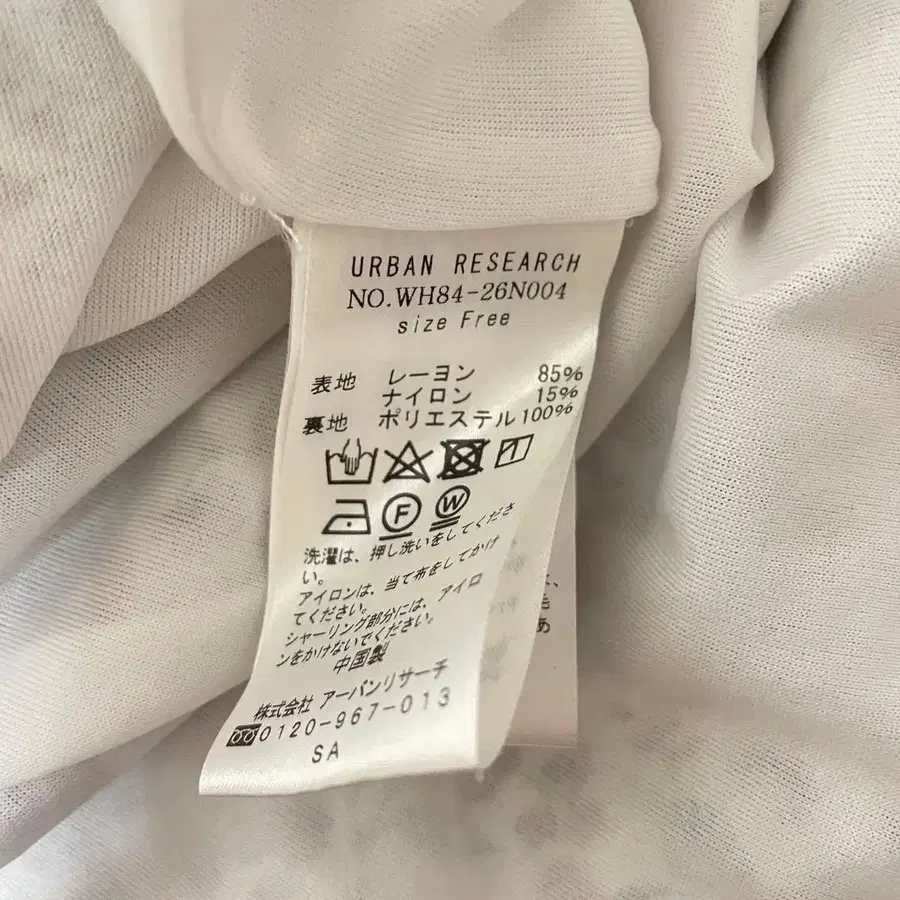 URBAN RESEARCH
NO.WH84-26N004
size Free
表地 レーヨン 85%
ナイロン 15%
裏地 ポリエステル 100%
F W
洗濯は、押し洗いをしてくださ
い。
アイロンは、当て布をしてかけ
てください。
シャーリング部分には、アイロ
ンをかけないでください。
中国製
株式会社 アーバンリサーチ
0120-967-013
SA
毛
あ